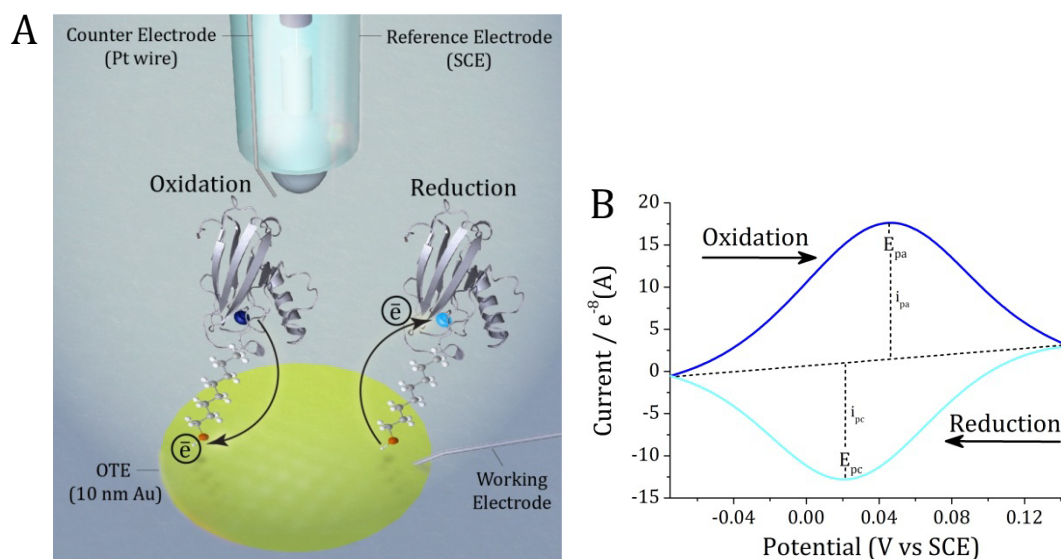 A
Counter Electrode
(Pt wire)
Reference Electrode
(SCE)
Oxidation
Reduction
ē
ē
OTE
(10 nm Au)
Working
Electrode
B
Current / e⁻⁸(A)
20
15
10
5
0
-5
-10
-15
Oxidation
Eₚₐ
iₚₐ
iₚ꜀
Eₚ꜀
Reduction
-0.04 0.00 0.04 0.08 0.12
Potential (V vs SCE)